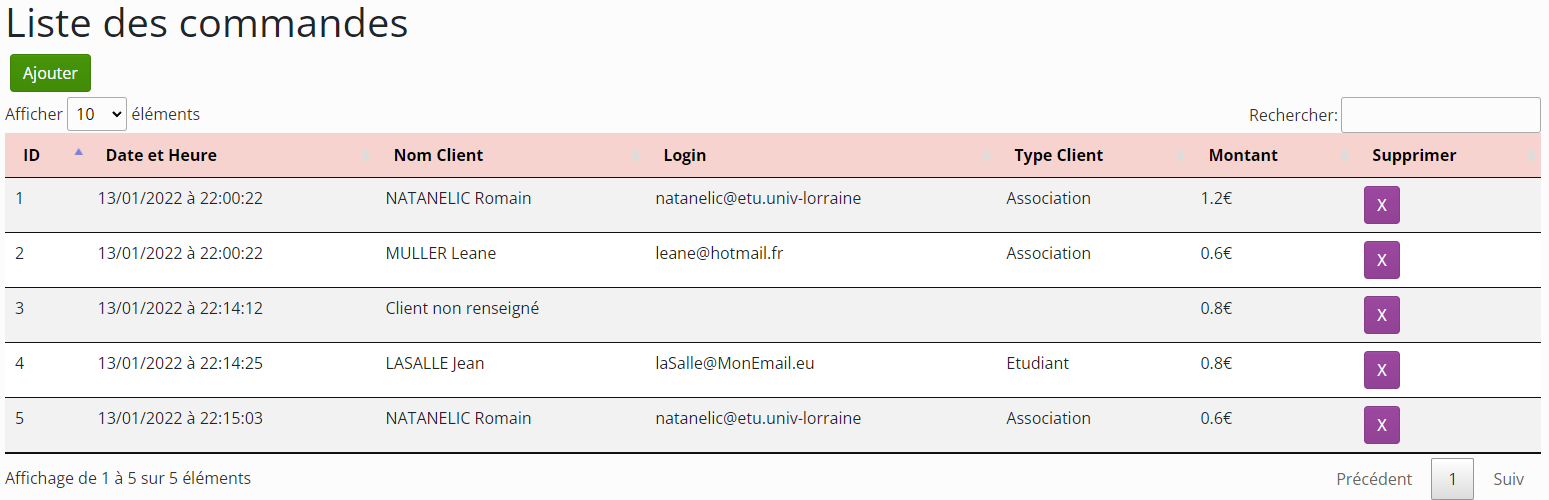 Liste des commandes
Ajouter
Afficher 10 éléments Rechercher:
ID Date et Heure Nom Client Login Type Client Montant Supprimer
1 13/01/2022 à 22:00:22 NATANELIC Romain natanelic@etu.univ-lorraine Association 1.2€ X
2 13/01/2022 à 22:00:22 MULLER Leane leane@hotmail.fr Association 0.6€ X
3 13/01/2022 à 22:14:12 Client non renseigné 0.8€ X
4 13/01/2022 à 22:14:25 LASALLE Jean laSalle@MonEmail.eu Etudiant 0.8€ X
5 13/01/2022 à 22:15:03 NATANELIC Romain natanelic@etu.univ-lorraine Association 0.6€ X
Affichage de 1 à 5 sur 5 éléments Précédent 1 Suiv